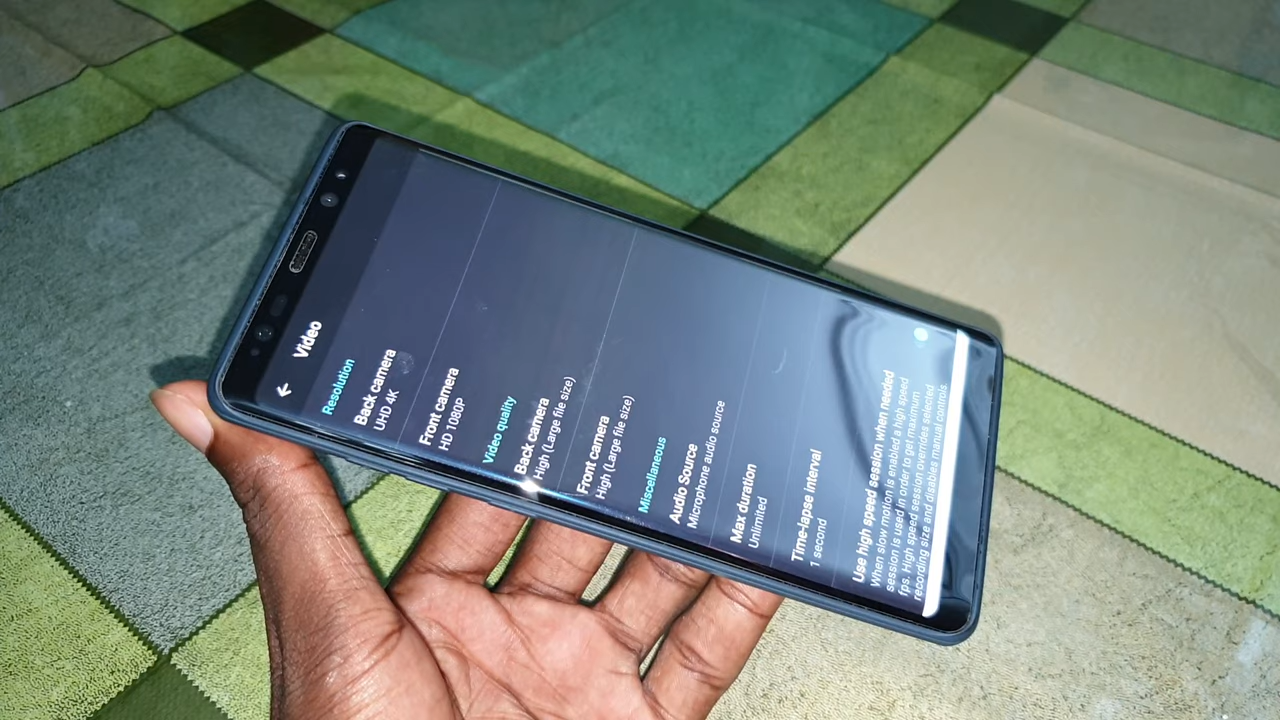 Video
Resolution
Back camera
UHD 4K
Front camera
HD 1080P
Video quality
Back camera
High (Large file size)
Front camera
High (Large file size)
Miscellaneous
Audio Source
Microphone audio source
Max duration
Unlimited
Time-lapse interval
1 second
Use high speed session when needed
When slow motion is enabled a high speed
session is used in order to get maximum
fps. High speed session overrides selected
recording size and disables manual controls.